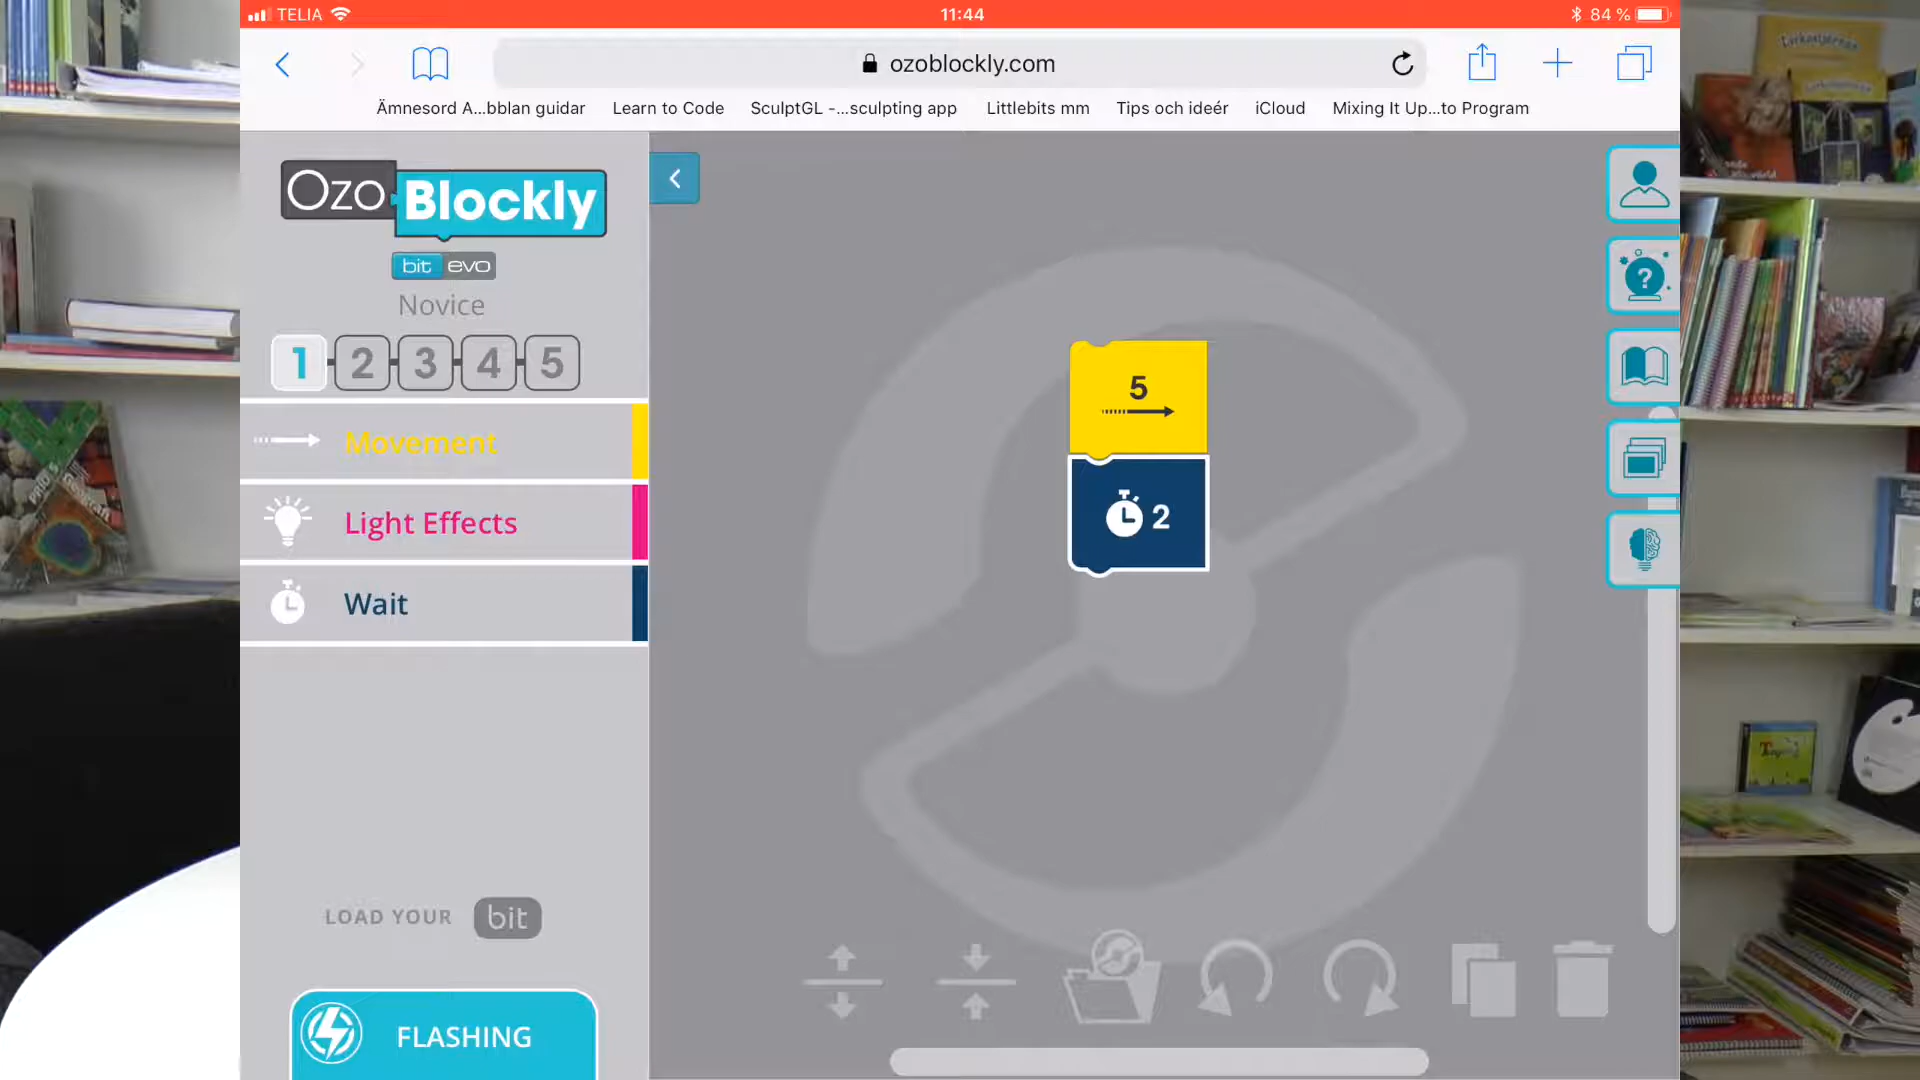 TELIA 11:44 84 %
ozoblockly.com
Ämnesord A...bblan guidar Learn to Code SculptGL -...sculpting app Littlebits mm Tips och ideér iCloud Mixing It Up...to Program
Ozo Blockly
bit evo
Novice
1 2 3 4 5
Movement
Light Effects
Wait
5
2
?
LOAD YOUR bit
FLASHING